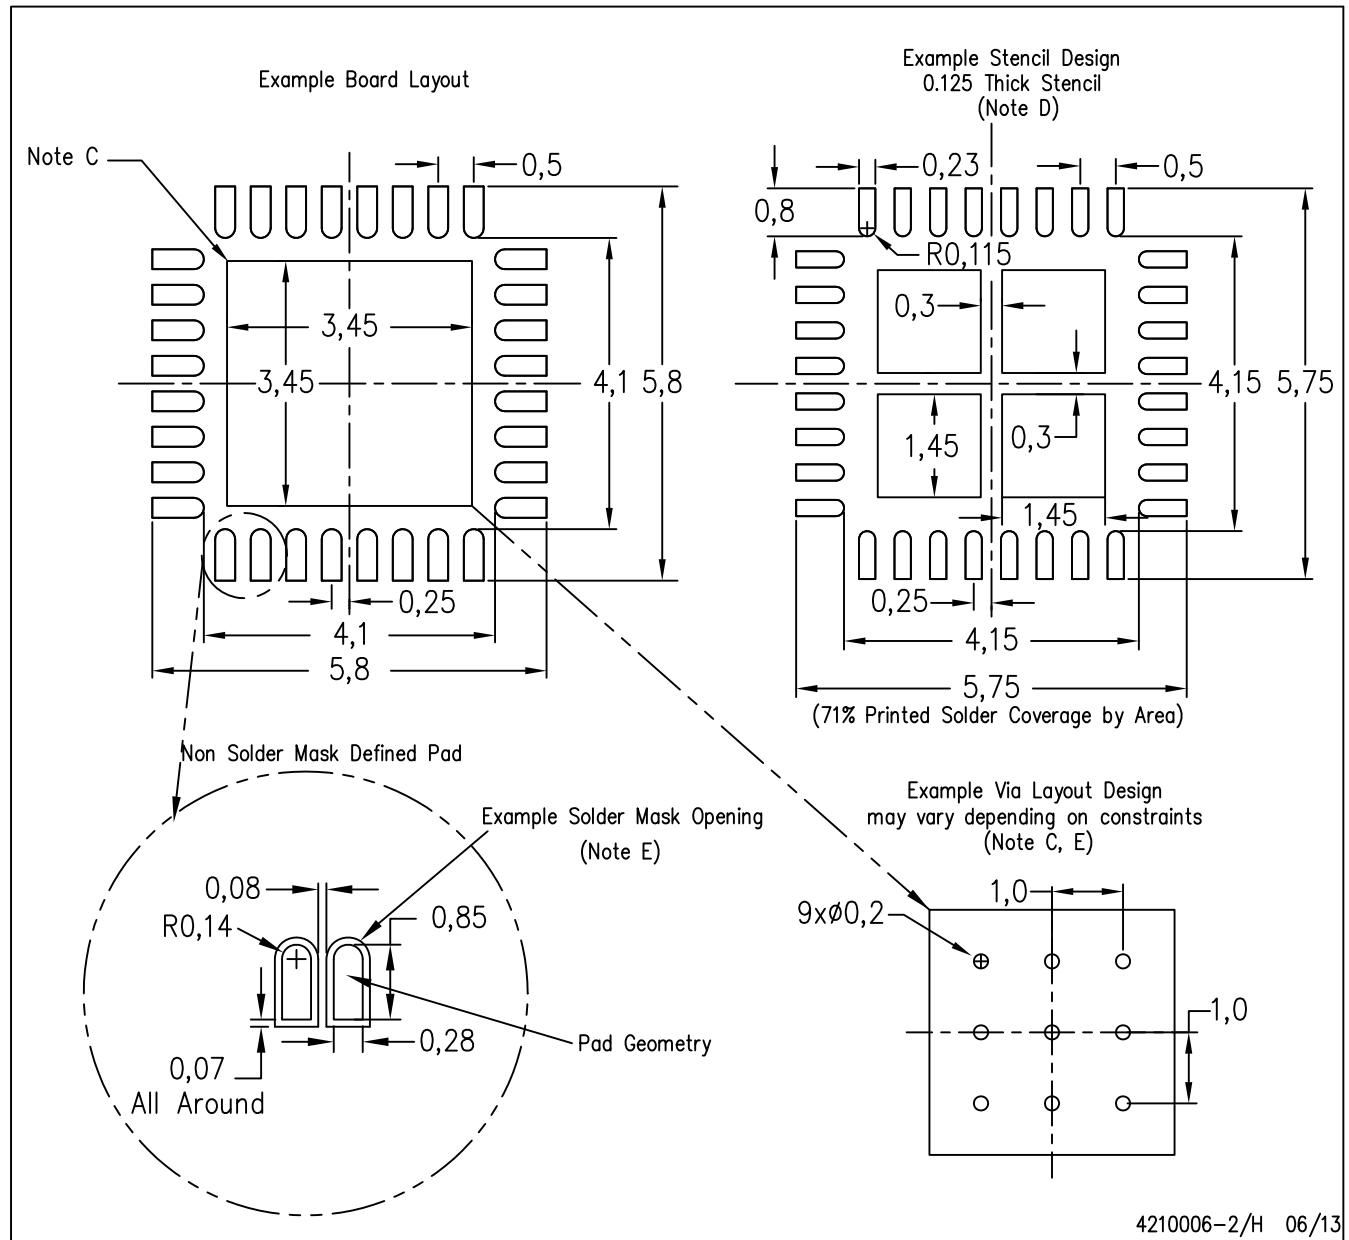 Example Board Layout
Example Stencil Design
0.125 Thick Stencil
(Note D)
Note C
0,5
0,23
0,5
0,8
R0,115
3,45
3,45
4,1
5,8
0,3
1,45
0,3
1,45
4,15
5,75
0,25
4,1
5,8
0,25
4,15
5,75
(71% Printed Solder Coverage by Area)
Non Solder Mask Defined Pad
Example Solder Mask Opening
(Note E)
0,08
R0,14
0,85
0,28
0,07
All Around
Pad Geometry
Example Via Layout Design
may vary depending on constraints
(Note C, E)
1,0
9xø0,2
1,0
4210006-2/H 06/13